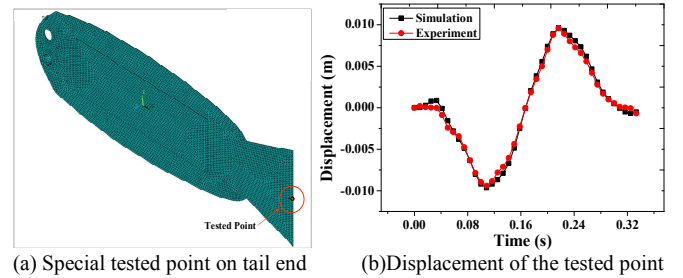 Tested Point
(a) Special tested point on tail end
Simulation
Experiment
Displacement (m)
0.010
0.005
0.000
-0.005
-0.010
0.00 0.08 0.16 0.24 0.32
Time (s)
(b)Displacement of the tested point